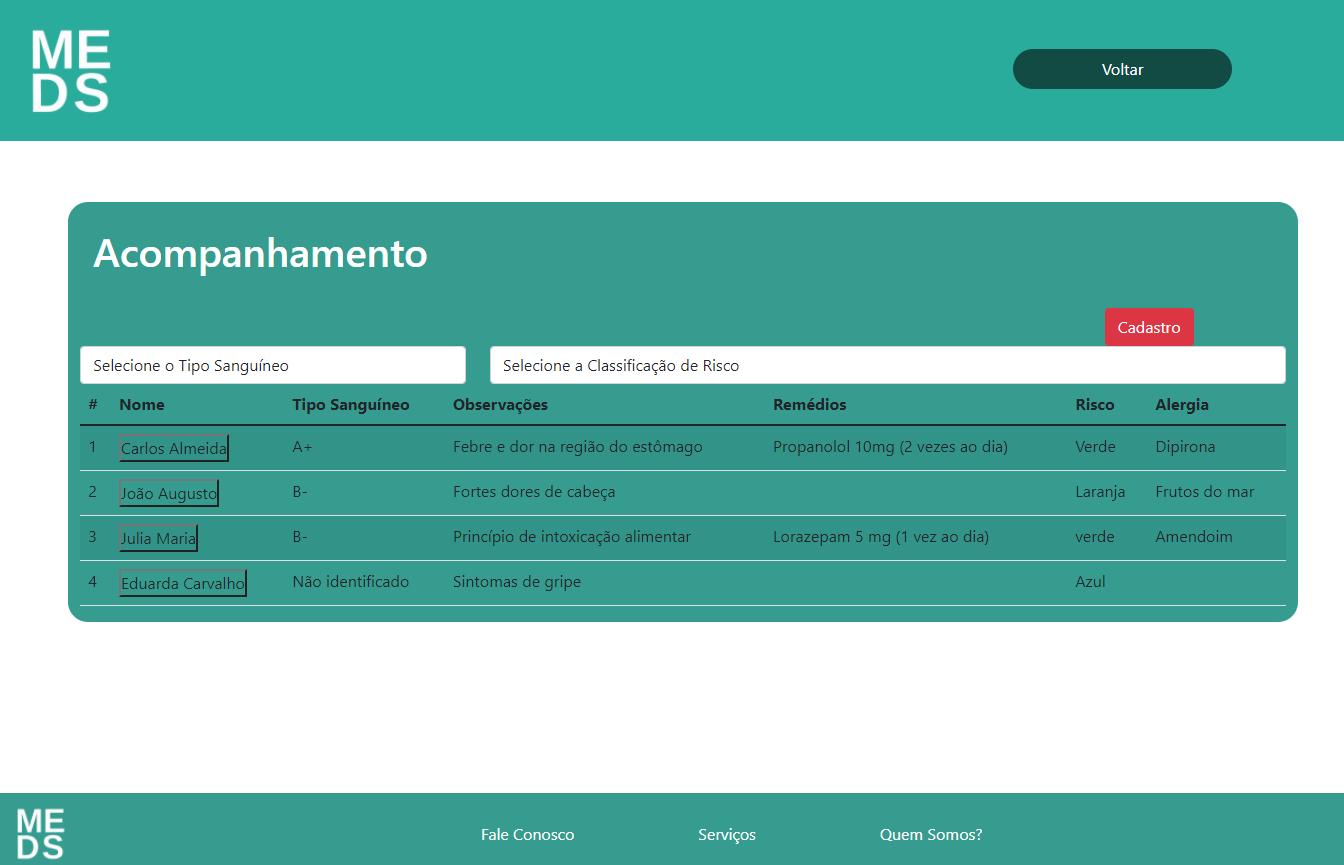 ME
DS
Voltar
Acompanhamento
Cadastro
Selecione o Tipo Sanguíneo Selecione a Classificação de Risco
# Nome Tipo Sanguíneo Observações Remédios Risco Alergia
1 Carlos Almeida A+ Febre e dor na região do estômago Propanolol 10mg (2 vezes ao dia) Verde Dipirona
2 João Augusto B- Fortes dores de cabeça Laranja Frutos do mar
3 Julia Maria B- Princípio de intoxicação alimentar Lorazepam 5 mg (1 vez ao dia) verde Amendoim
4 Eduarda Carvalho Não identificado Sintomas de gripe Azul
ME
DS
Fale Conosco Serviços Quem Somos?